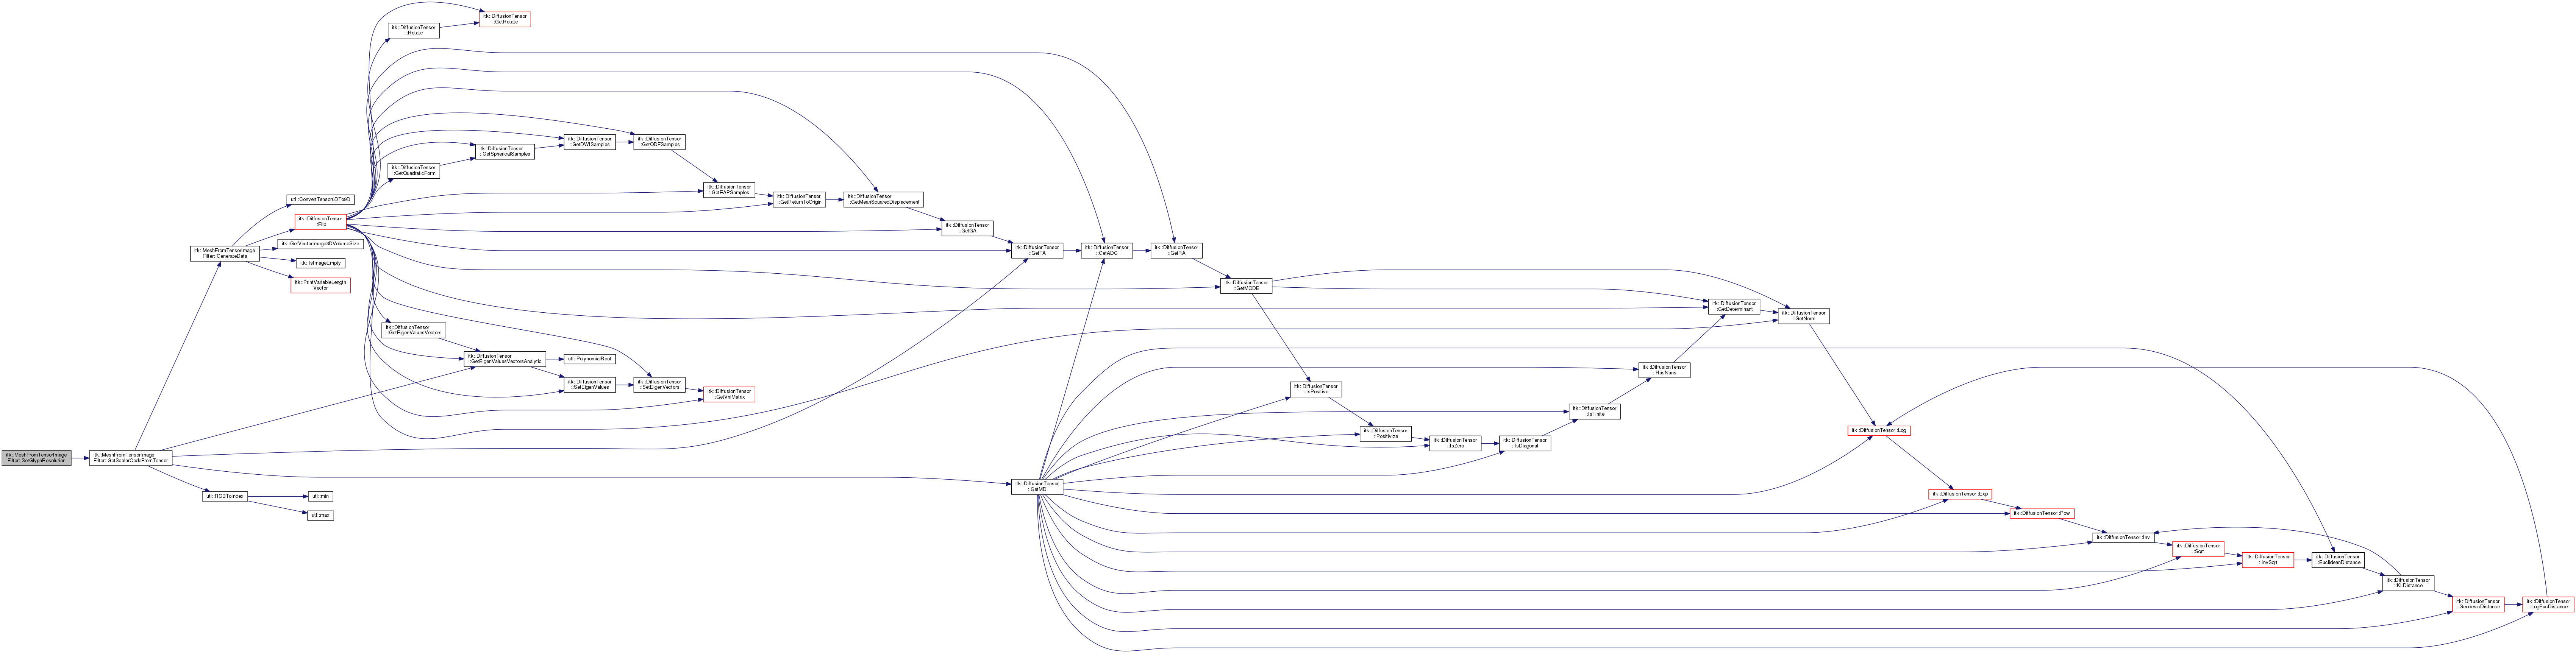 itk::MeshFromTensorImage
Filter::SetGlyphResolution
itk::MeshFromTensorImage
Filter::GetScalarCodeFromTensor
itk::MeshFromTensorImage
Filter::GenerateData
utl::ConvertTensor6DTo9D
itk::DiffusionTensor
::Flip
itk::GetVectorImage3DVolumeSize
itk::IsImageEmpty
itk::PrintVariableLength
Vector
utl::RGBToIndex
utl::min
utl::max
itk::DiffusionTensor
::Rotate
itk::DiffusionTensor
::GetRotate
itk::DiffusionTensor
::GetQuadraticForm
itk::DiffusionTensor
::GetSphericalSamples
itk::DiffusionTensor
::GetDWISamples
itk::DiffusionTensor
::GetODFSamples
itk::DiffusionTensor
::GetEAPSamples
itk::DiffusionTensor
::GetReturnToOrigin
itk::DiffusionTensor
::GetMeanSquaredDisplacement
itk::DiffusionTensor
::GetGA
itk::DiffusionTensor
::GetFA
itk::DiffusionTensor
::GetADC
itk::DiffusionTensor
::GetRA
itk::DiffusionTensor
::GetMODE
itk::DiffusionTensor
::GetEigenValuesVectors
itk::DiffusionTensor
::GetEigenValuesVectorsAnalytic
utl::PolynomialRoot
itk::DiffusionTensor
::SetEigenValues
itk::DiffusionTensor
::SetEigenVectors
itk::DiffusionTensor
::GetVnlMatrix
itk::DiffusionTensor
::GetMD
itk::DiffusionTensor
::IsPositive
itk::DiffusionTensor
::Positivize
itk::DiffusionTensor
::IsZero
itk::DiffusionTensor
::IsDiagonal
itk::DiffusionTensor
::IsFinite
itk::DiffusionTensor
::HasNans
itk::DiffusionTensor
::GetDeterminant
itk::DiffusionTensor
::GetNorm
itk::DiffusionTensor::Log
itk::DiffusionTensor::Exp
itk::DiffusionTensor::Pow
itk::DiffusionTensor::Inv
itk::DiffusionTensor
::Sqrt
itk::DiffusionTensor
::InvSqrt
itk::DiffusionTensor
::EuclideanDistance
itk::DiffusionTensor
::KLDistance
itk::DiffusionTensor
::GeodesicDistance
itk::DiffusionTensor
::LogEucDistance